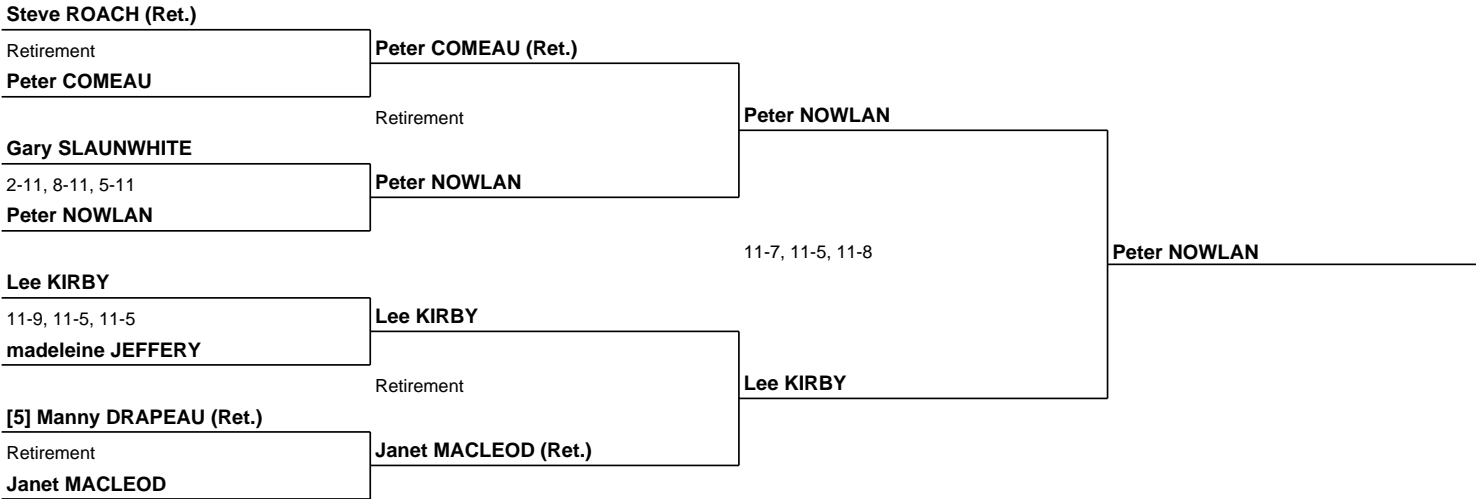 Steve ROACH (Ret.)
Retirement
Peter COMEAU (Ret.)
Peter COMEAU
Retirement
Peter NOWLAN
Gary SLAUNWHITE
2-11, 8-11, 5-11
Peter NOWLAN
Peter NOWLAN
11-7, 11-5, 11-8
Peter NOWLAN
Lee KIRBY
11-9, 11-5, 11-5
Lee KIRBY
madeleine JEFFERY
Retirement
Lee KIRBY
[5] Manny DRAPEAU (Ret.)
Retirement
Janet MACLEOD (Ret.)
Janet MACLEOD